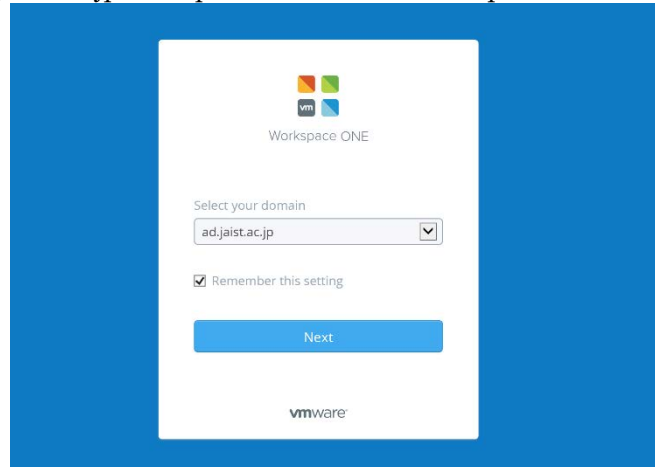 vm
Workspace ONE
Select your domain
ad.jaist.ac.jp
Remember this setting
Next
vmware